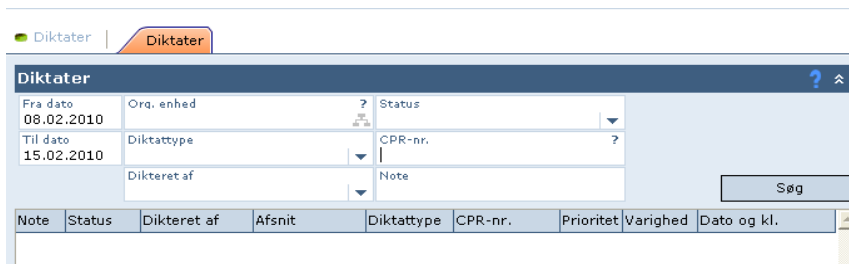 Diktater Diktater
Diktater ?
Fra dato Org. enhed ? Status
08.02.2010
Til dato Diktattype CPR-nr. ?
15.02.2010
Dikteret af Note
Søg
Note Status Dikteret af Afsnit Diktattype CPR-nr. Prioritet Varighed Dato og kl.